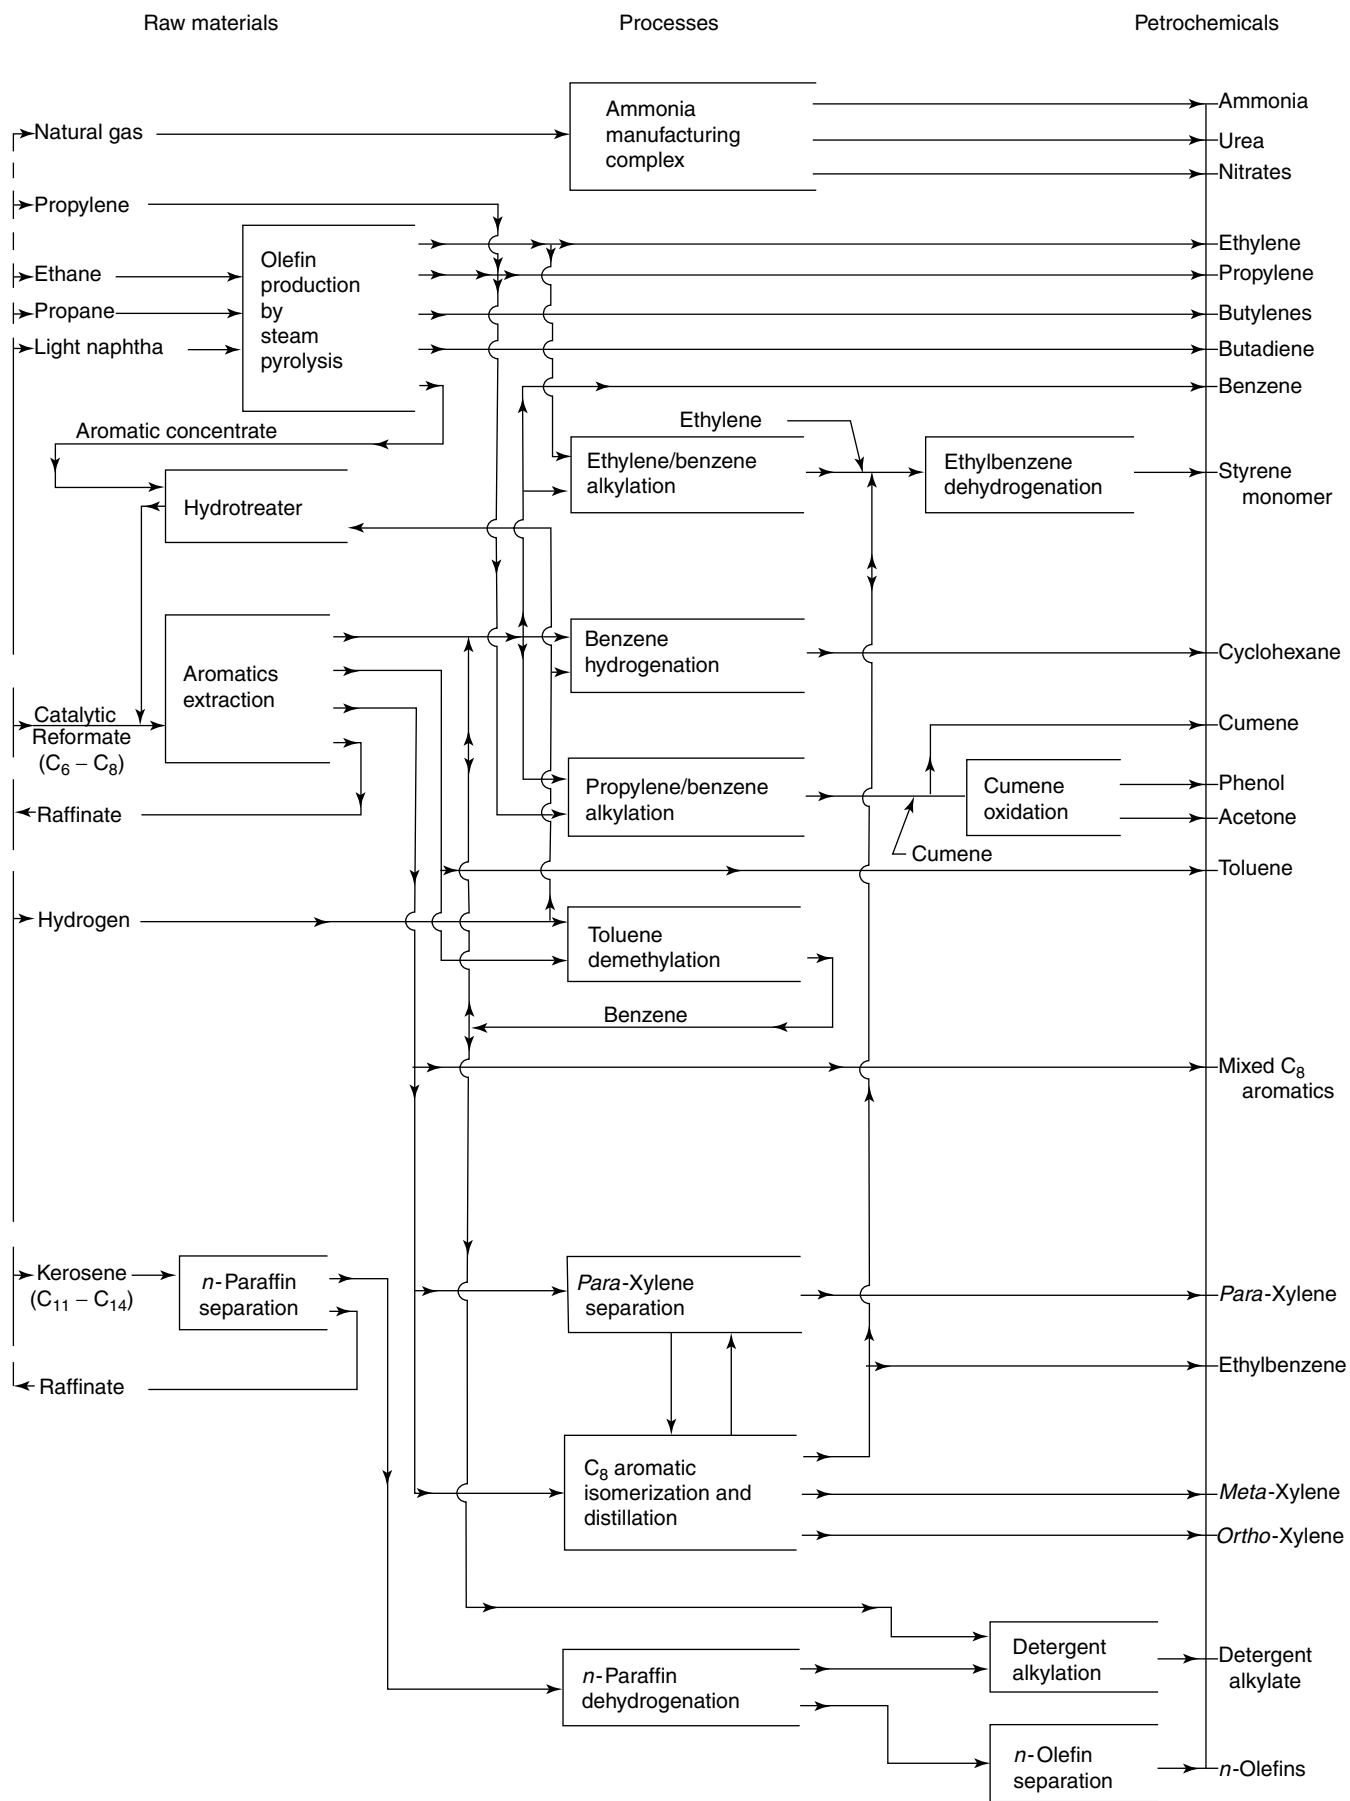 Raw materials
Processes
Petrochemicals
Natural gas
Ammonia
manufacturing
complex
Ammonia
Urea
Nitrates
Propylene
Ethane
Propane
Light naphtha
Olefin
production
by
steam
pyrolysis
Ethylene
Propylene
Butylenes
Butadiene
Benzene
Aromatic concentrate
Hydrotreater
Ethylene
Ethylene/benzene
alkylation
Ethylbenzene
dehydrogenation
Styrene
monomer
Aromatics
extraction
Benzene
hydrogenation
Cyclohexane
Catalytic
Reformate
(C6 – C8)
Raffinate
Propylene/benzene
alkylation
Cumene
Cumene
oxidation
Cumene
Phenol
Acetone
Toluene
Hydrogen
Toluene
demethylation
Benzene
Mixed C8
aromatics
Kerosene
(C11 – C14)
n-Paraffin
separation
Raffinate
Para-Xylene
separation
Para-Xylene
Ethylbenzene
C8 aromatic
isomerization and
distillation
Meta-Xylene
Ortho-Xylene
n-Paraffin
dehydrogenation
Detergent
alkylation
Detergent
alkylate
n-Olefin
separation
n-Olefins